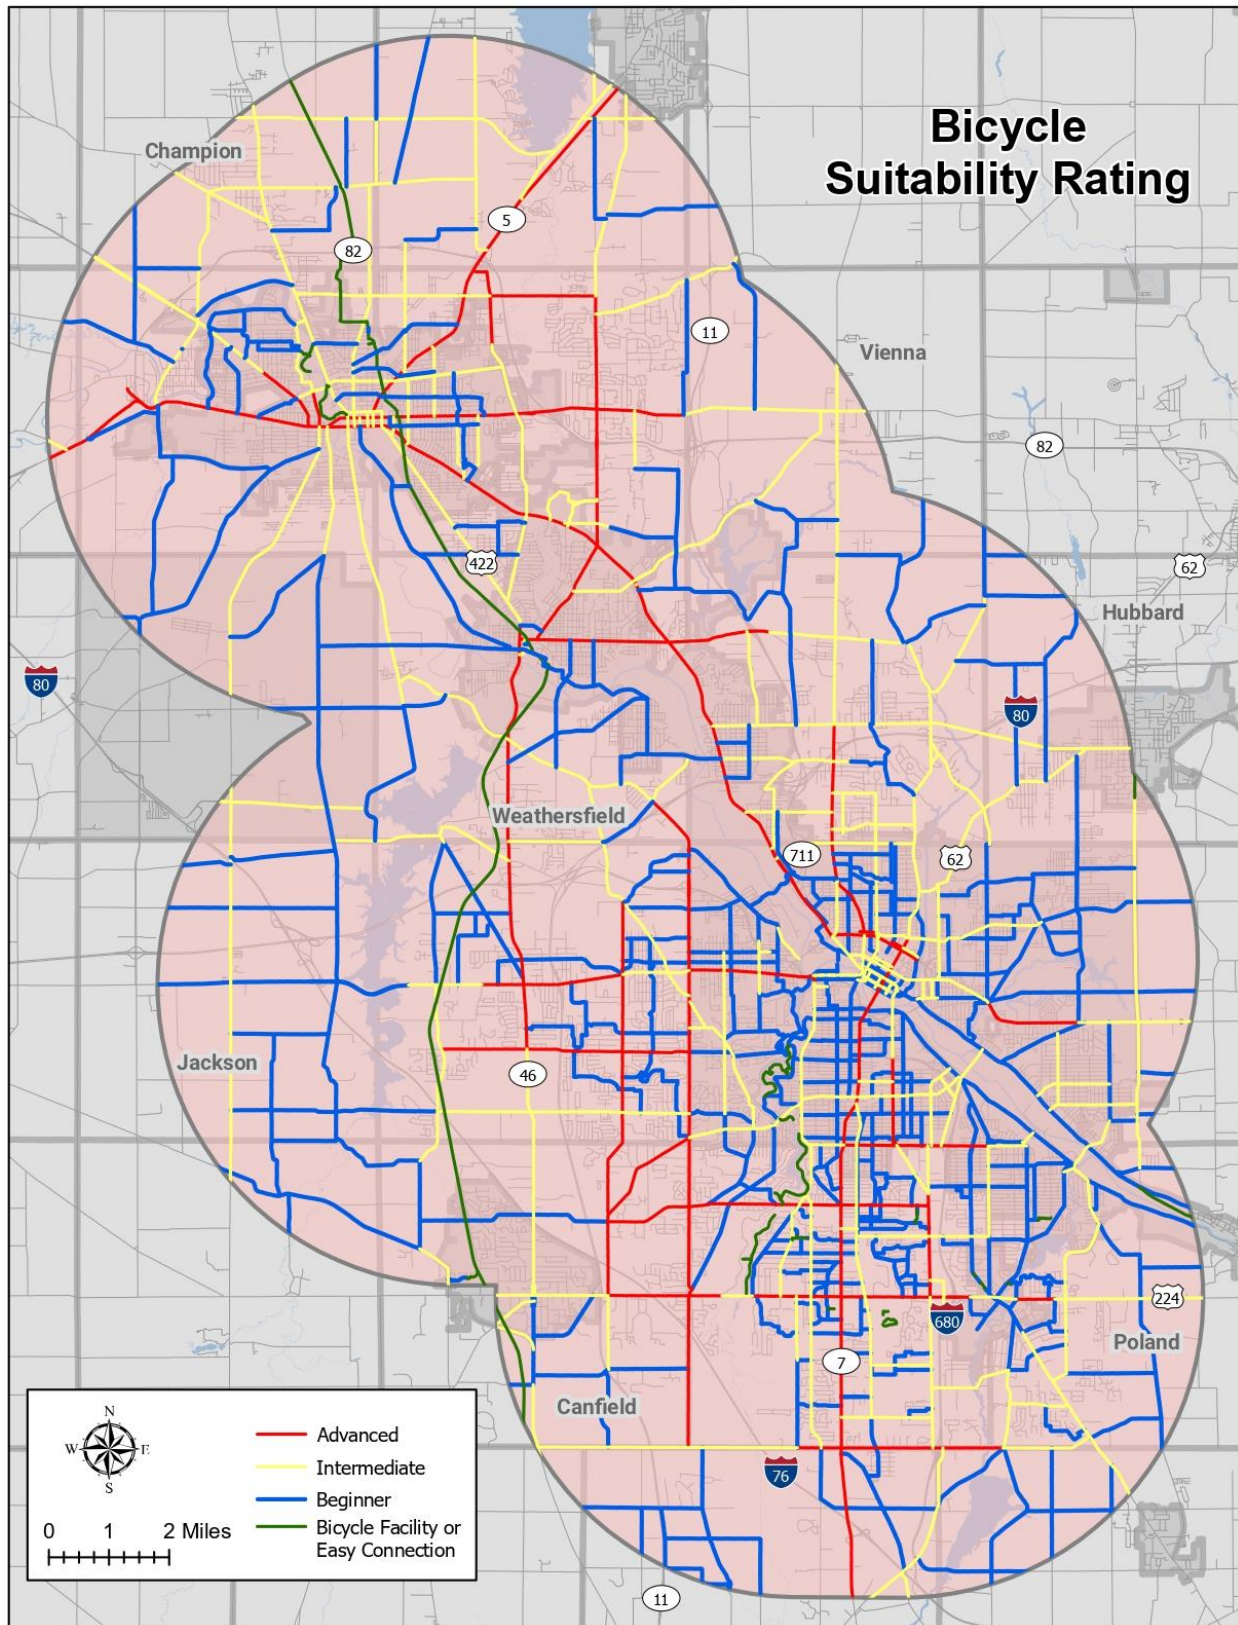 Bicycle
Suitability Rating
Champion
5
82
11
Vienna
82
422
62
Hubbard
80
80
Weathersfield
711
62
Jackson
46
224
680
Poland
7
Canfield
76
11
N
W E
S
0 1 2 Miles
Advanced
Intermediate
Beginner
Bicycle Facility or
Easy Connection